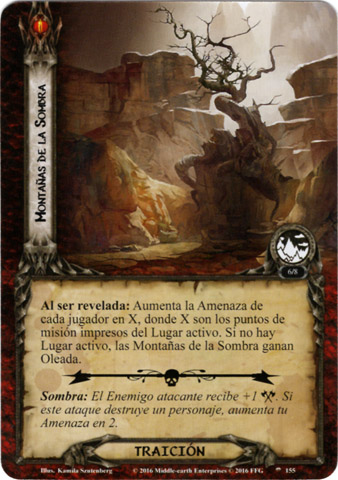 MONTAÑAS DE LA SOMBRA
6/8
Al ser revelada: Aumenta la Amenaza de
cada jugador en X, donde X son los puntos de
misión impresos del Lugar activo. Si no hay
Lugar activo, las Montañas de la Sombra ganan
Oleada.
Sombra: El Enemigo atacante recibe +1. Si
este ataque destruye un personaje, aumenta tu
Amenaza en 2.
TRAICIÓN
Illus. Kamila Szutenberg © 2016 Middle-earth Enterprises © 2016 FFG 155